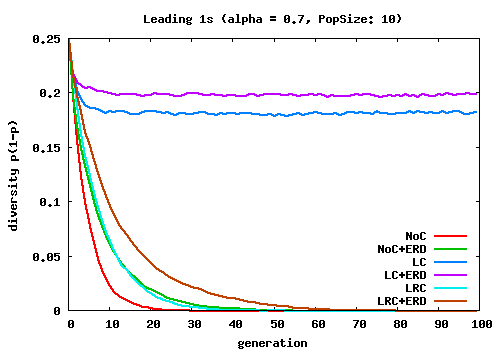 Leading 1s (alpha = 0.7, PopSize: 10)
0.25
0.2
0.15
0.1
0.05
0
diversity p(1-p)
NoC
NoC+ERD
LC
LC+ERD
LRC
LRC+ERD
0 10 20 30 40 50 60 70 80 90 100
generation